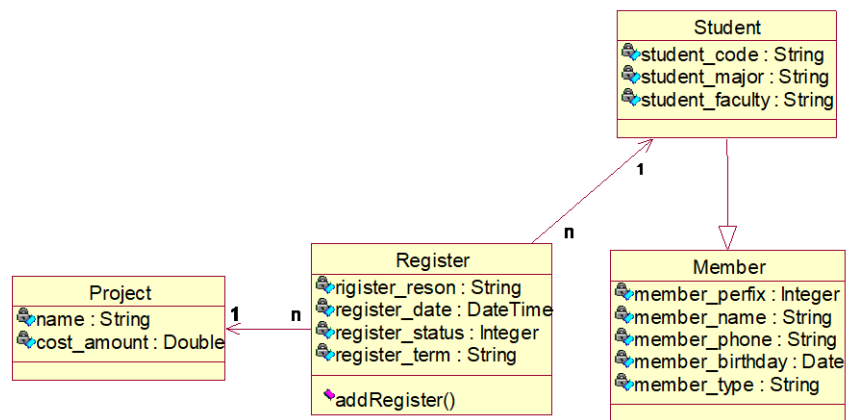 Student
student_code : String
student_major : String
student_faculty : String
1
n
Register
rigister_reson : String
register_date : DateTime
register_status : Integer
register_term : String
addRegister()
Project
name : String
cost_amount : Double
1
n
Member
member_perfix : Integer
member_name : String
member_phone : String
member_birthday : Date
member_type : String